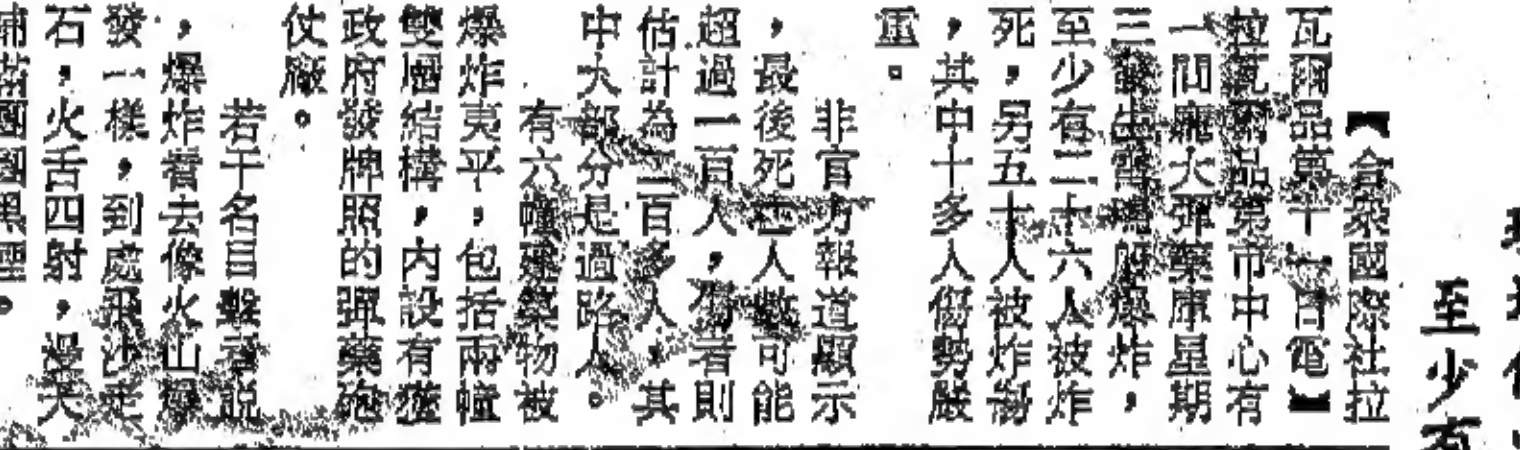 至少有
【合衆國際社拉
瓦爾品第十一日電】
拉瓦爾品第市中心有
一間龐大彈藥庫星期
三發生雷鳴般爆炸，
至少有二十六人被炸
死，另五十人被炸傷
，其中十多人傷勢嚴
重。
非官方報道顯示
，最後死亡人數可能
超過一百人，傷者則
估計為二百多人，其
中大部分是過路人。
有六幢建築物被
爆炸夷平，包括兩幢
雙層結構，內設有獲
政府發牌照的彈藥砲
仗廠。
若干名目擊者說
，爆炸看去像火山爆
發一樣，到處飛沙走
石，火舌四射，漫天
滿團團黑煙。